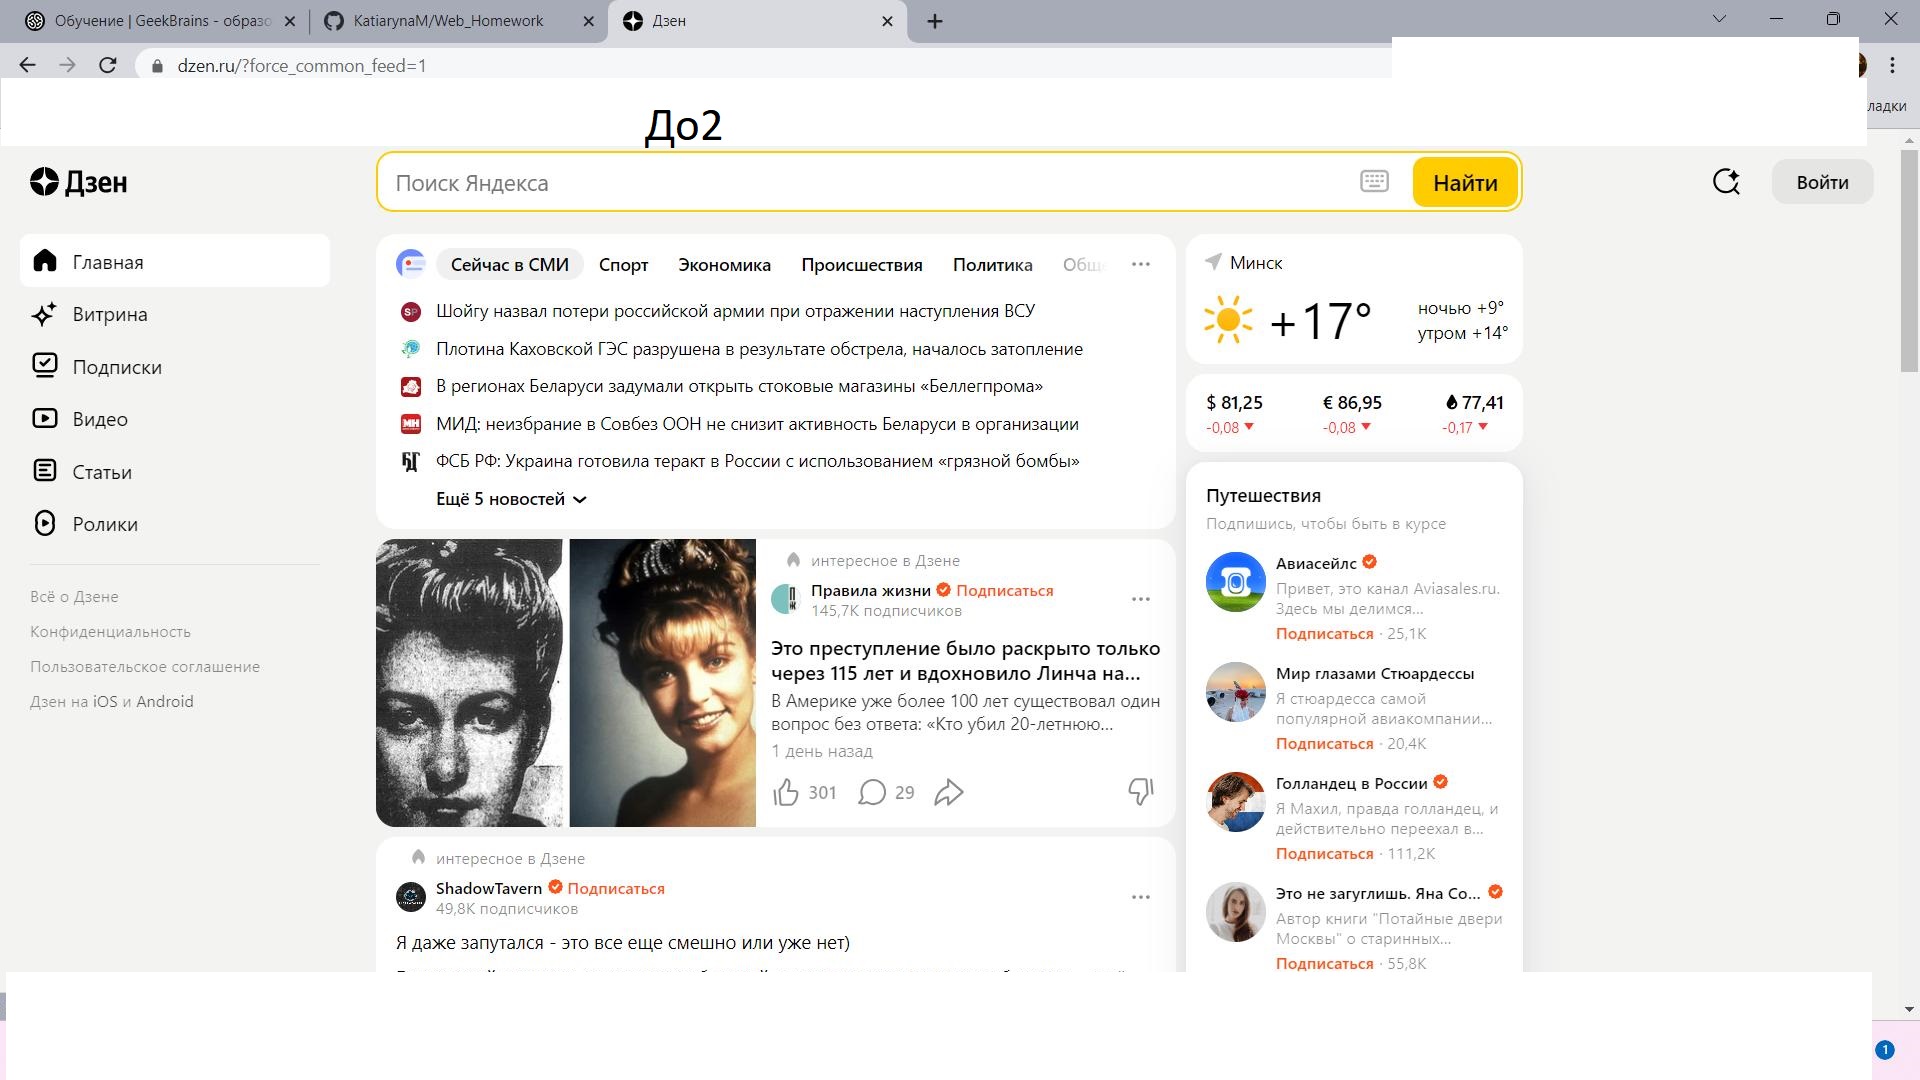 Обучение | GeekBrains - образо
KatiarynaM/Web_Homework
Дзен
dzen.ru/?force_common_feed=1
ладки
До2
Дзен
Поиск Яндекса
Найти
Войти
Главная
Витрина
Подписки
Видео
Статьи
Ролики
Всё о Дзене
Конфиденциальность
Пользовательское соглашение
Дзен на iOS и Android
Сейчас в СМИ Спорт Экономика Происшествия Политика Обще
SP Шойгу назвал потери российской армии при отражении наступления ВСУ
Плотина Каховской ГЭС разрушена в результате обстрела, началось затопление
В регионах Беларуси задумали открыть стоковые магазины «Беллегпрома»
МН МИД: неизбрание в Совбез ООН не снизит активность Беларуси в организации
БГ ФСБ РФ: Украина готовила теракт в России с использованием «грязной бомбы»
Ещё 5 новостей
интересное в Дзене
Правила жизни Подписаться
145,7K подписчиков
Это преступление было раскрыто только
через 115 лет и вдохновило Линча на...
В Америке уже более 100 лет существовал один
вопрос без ответа: «Кто убил 20-летнюю...
1 день назад
301 29
интересное в Дзене
ShadowTavern Подписаться
49,8K подписчиков
Я даже запутался - это все еще смешно или уже нет)
Минск
+17°
ночью +9°
утром +14°
$ 81,25 € 86,95 77,41
-0,08 -0,08 -0,17
Путешествия
Подпишись, чтобы быть в курсе
Авиасейлс
Привет, это канал Aviasales.ru.
Здесь мы делимся...
Подписаться · 25,1K
Мир глазами Стюардессы
Я стюардесса самой
популярной авиакомпании...
Подписаться · 20,4K
Голландец в России
Я Махил, правда голландец, и
действительно переехал в...
Подписаться · 111,2K
Это не загуглишь. Яна Со...
Автор книги "Потайные двери
Москвы" о старинных...
Подписаться · 55,8K
1